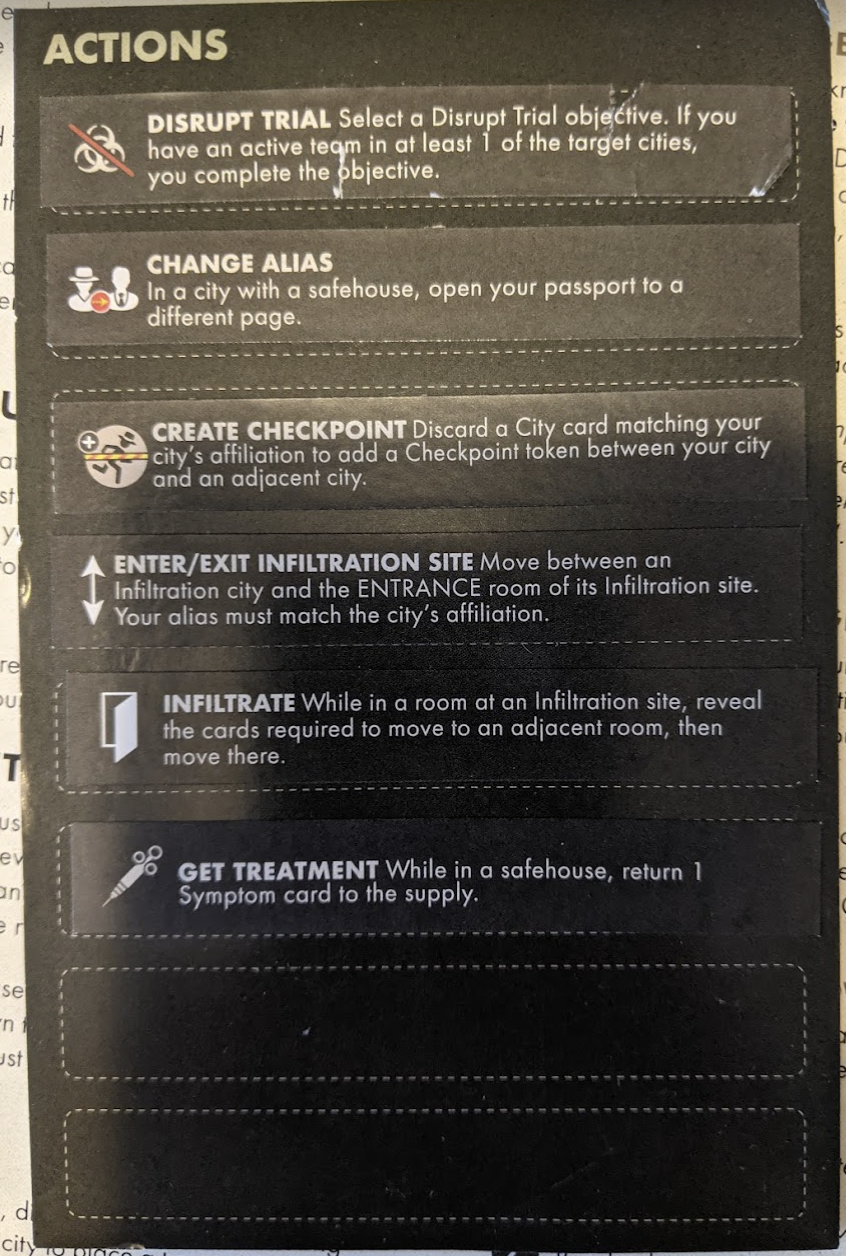 ACTIONS
DISRUPT TRIAL Select a Disrupt Trial objective. If you
have an active team in at least 1 of the target cities,
you complete the objective.
CHANGE ALIAS
In a city with a safehouse, open your passport to a
different page.
CREATE CHECKPOINT Discard a City card matching your
city's affiliation to add a Checkpoint token between your city
and an adjacent city.
ENTER/EXIT INFILTRATION SITE Move between an
Infiltration city and the ENTRANCE room of its Infiltration site.
Your alias must match the city's affiliation.
INFILTRATE While in a room at an Infiltration site, reveal
the cards required to move to an adjacent room, then
move there.
GET TREATMENT While in a safehouse, return 1
Symptom card to the supply.